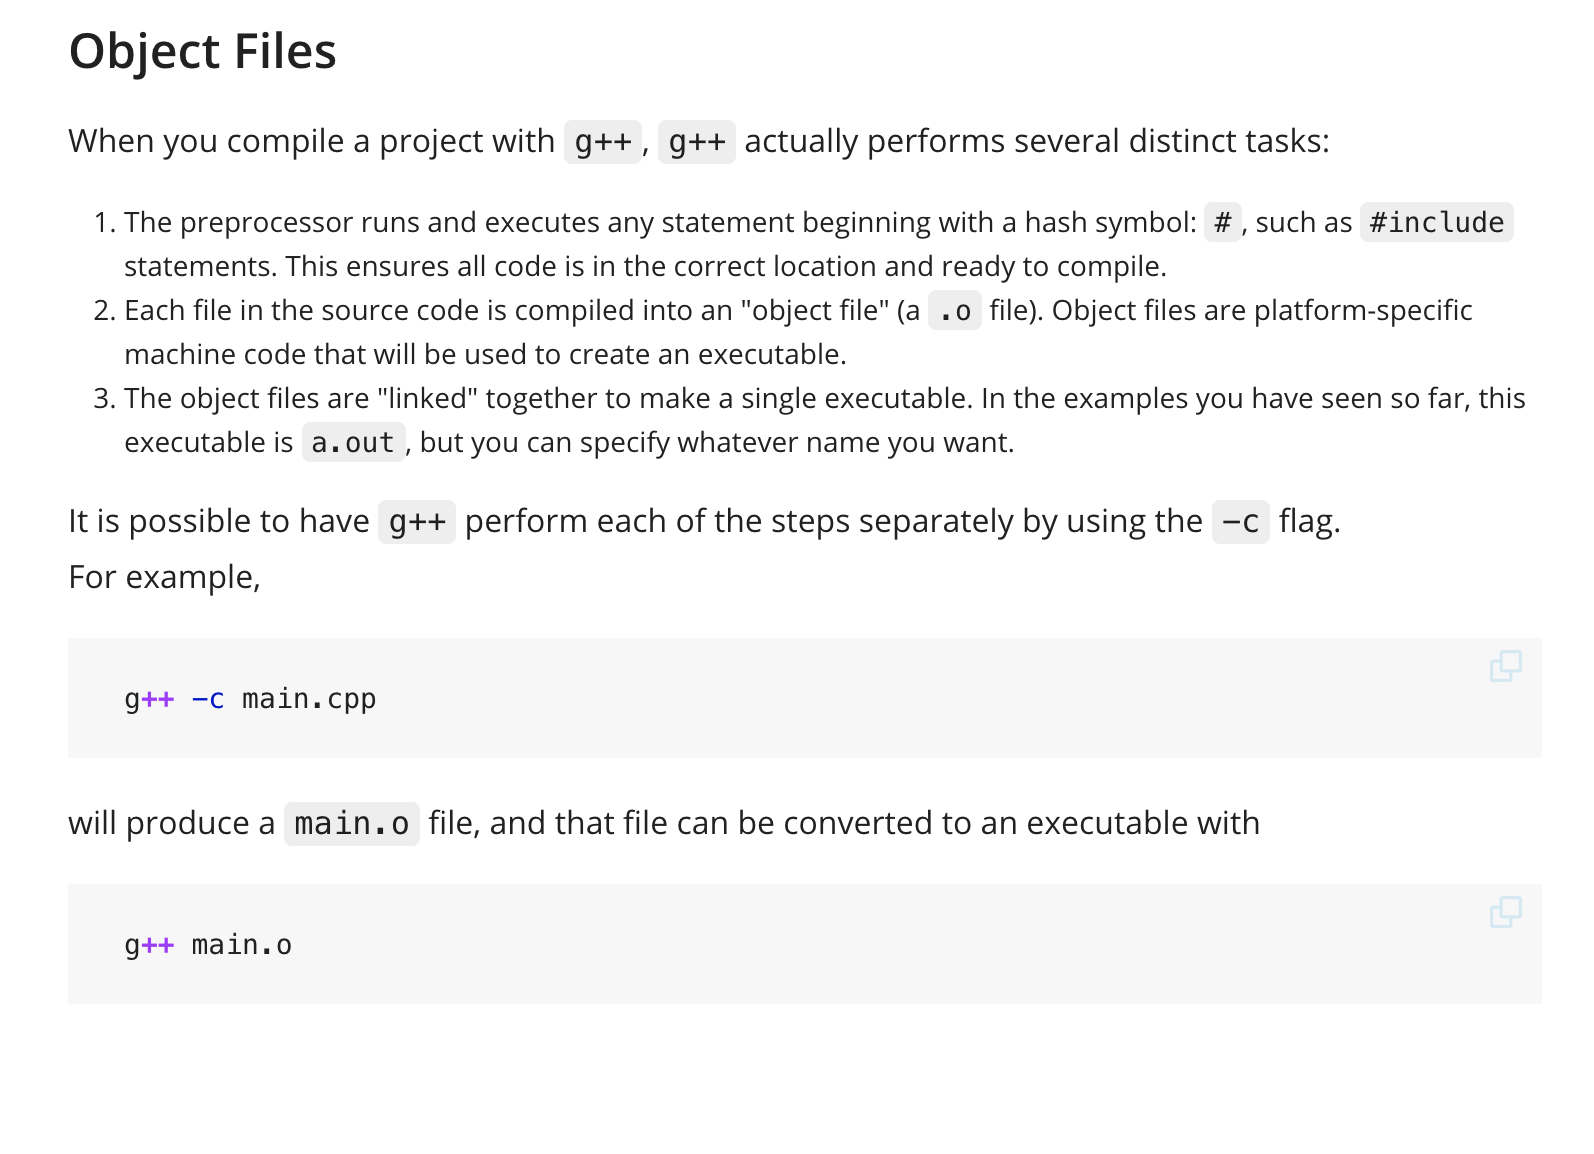 Object Files
When you compile a project with g++, g++ actually performs several distinct tasks:
1. The preprocessor runs and executes any statement beginning with a hash symbol: #, such as #include
statements. This ensures all code is in the correct location and ready to compile.
2. Each file in the source code is compiled into an "object file" (a .o file). Object files are platform-specific
machine code that will be used to create an executable.
3. The object files are "linked" together to make a single executable. In the examples you have seen so far, this
executable is a.out, but you can specify whatever name you want.
It is possible to have g++ perform each of the steps separately by using the -c flag.
For example,
g++ -c main.cpp
will produce a main.o file, and that file can be converted to an executable with
g++ main.o